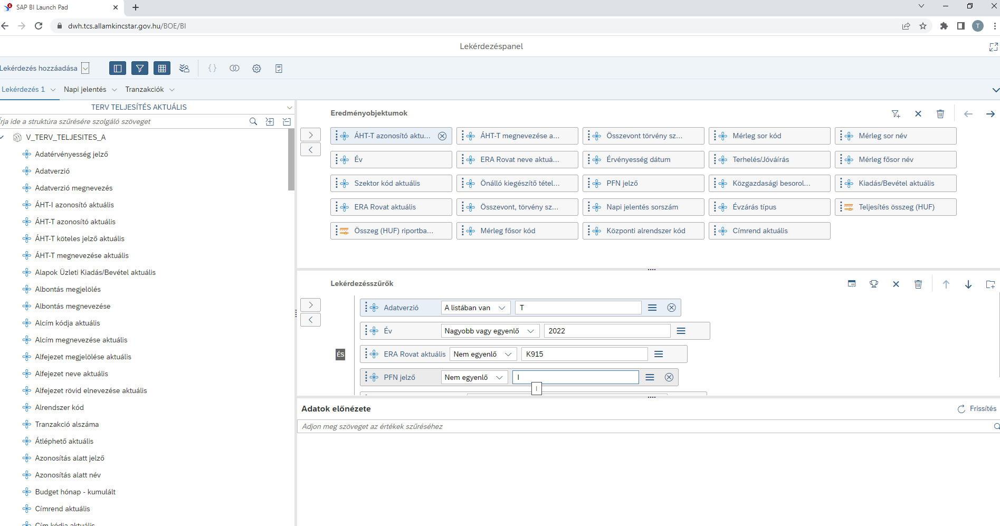 SAP BI Launch Pad
dwh.tcs.allamkincstar.gov.hu/BOE/BI
T
Lekérdezéspanel
Lekérdezés hozzáadása
Lekérdezés 1 Napi jelentés Tranzakciók
TERV TELJESÍTÉS AKTUÁLIS
Írja ide a struktúra szűrésére szolgáló szöveget
V_TERV_TELJESITES_A
Adatérvényesség jelző
Adatverzió
Adatverzió megnevezés
ÁHT-I azonosító aktuális
ÁHT-T azonosító aktuális
ÁHT-T köteles jelző aktuális
ÁHT-T megnevezése aktuális
Alapok Üzleti Kiadás/Bevétel aktuális
Albontás megjelölés
Albontás megnevezése
Alcím kódja aktuális
Alcím megnevezése aktuális
Alfejezet megjelölése aktuális
Alfejezet neve aktuális
Alfejezet rövid elnevezése aktuális
Alrendszer kód
Tranzakció alszáma
Átléphető aktuális
Azonosítás alatt jelző
Azonosítás alatt név
Budget hónap - kumulált
Címrend aktuális
Cím kódja aktuális
Eredményobjektumok
ÁHT-T azonosító aktu... ÁHT-T megnevezése a... Összevont törvény sz... Mérleg sor kód Mérleg sor név
Év ERA Rovat neve aktuá... Érvényesség dátum Terhelés/Jóváírás Mérleg fősor név
Szektor kód aktuális Önálló kiegészítő tétel... PFN jelző Közgazdasági besorol... Kiadás/Bevétel aktuális
ERA Rovat aktuális Összevont, törvény sz... Napi jelentés sorszám Évzárás típus Teljesítés összeg (HUF)
Összeg (HUF) riportba... Mérleg fősor kód Központi alrendszer kód Címrend aktuális
Lekérdezésszűrők
Adatverzió A listában van T
Év Nagyobb vagy egyenlő 2022
ÉS
ERA Rovat aktuális Nem egyenlő K915
PFN jelző Nem egyenlő I
I
Adatok előnézete
Frissítés
Adjon meg szöveget az értékek szűréséhez